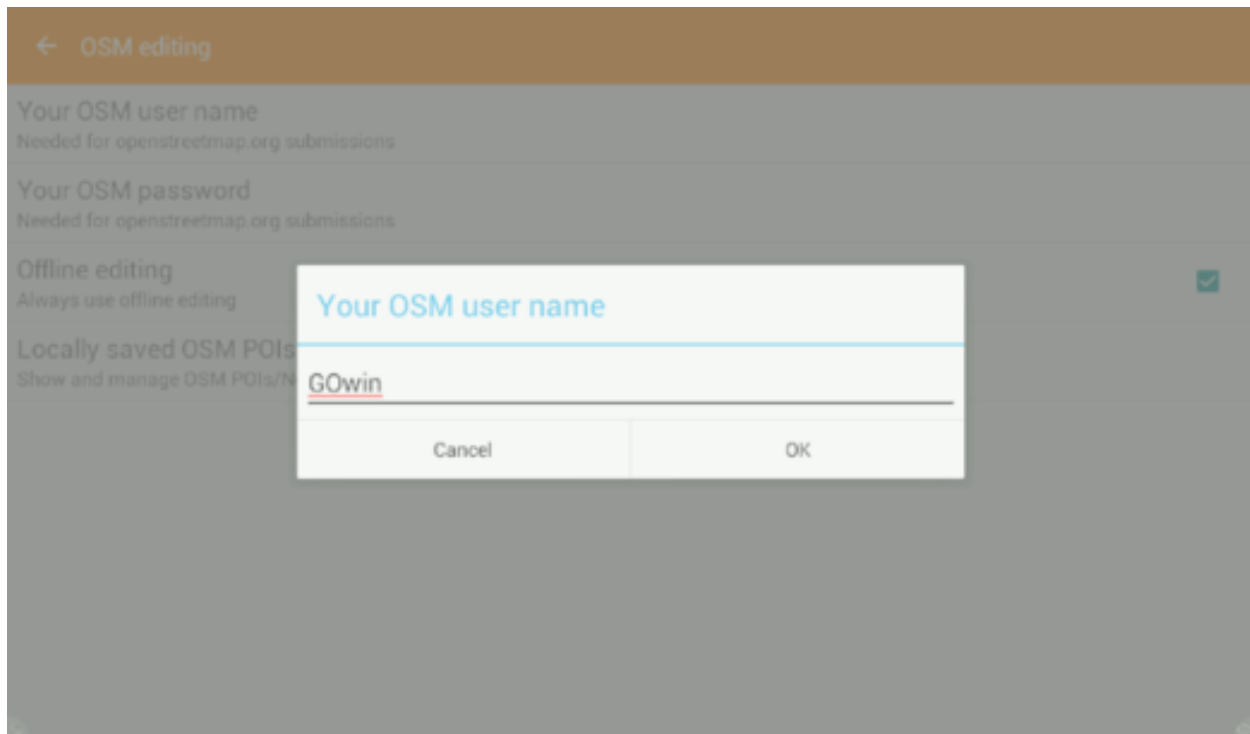 OSM editing
Your OSM user name
Needed for openstreetmap.org submissions
Your OSM password
Needed for openstreetmap.org submissions
Offline editing
Always use offline editing
Locally saved OSM POIs
Show and manage OSM POIs/N
Your OSM user name
GOwin
Cancel OK